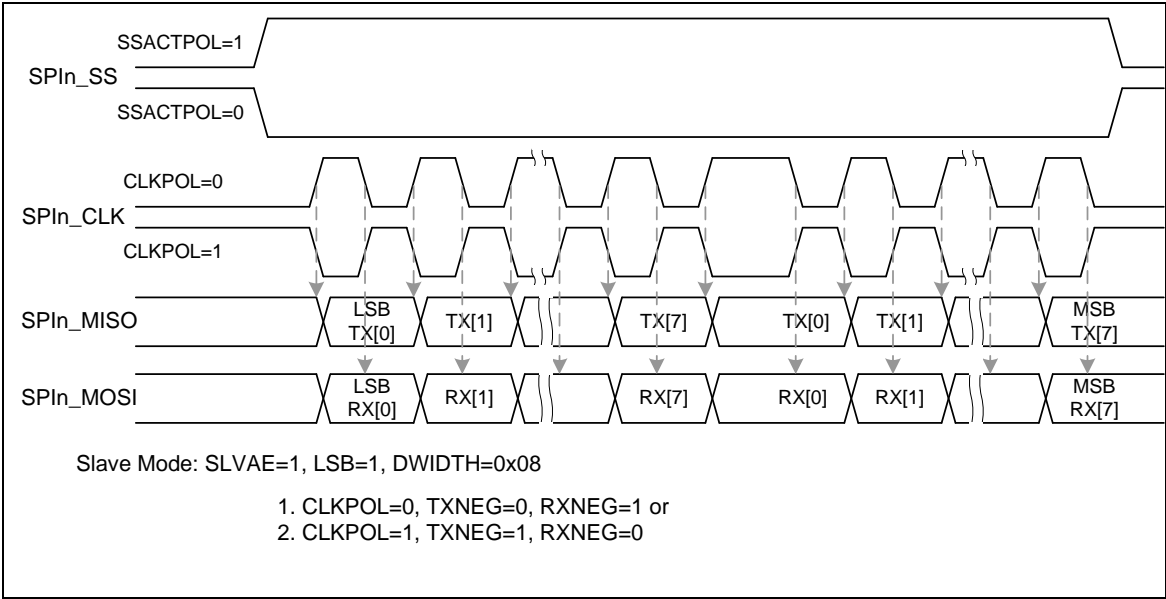 SSACTPOL=1
SPIn_SS
SSACTPOL=0
CLKPOL=0
SPIn_CLK
CLKPOL=1
SPIn_MISO
LSB
TX[0]
TX[1]
TX[7]
TX[0]
TX[1]
MSB
TX[7]
SPIn_MOSI
LSB
RX[0]
RX[1]
RX[7]
RX[0]
RX[1]
MSB
RX[7]
Slave Mode: SLVAE=1, LSB=1, DWIDTH=0x08
1. CLKPOL=0, TXNEG=0, RXNEG=1 or
2. CLKPOL=1, TXNEG=1, RXNEG=0